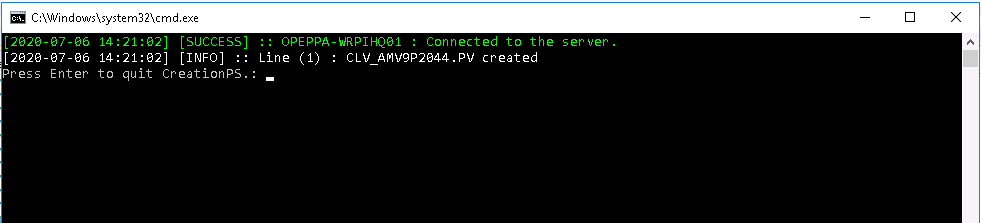 C:\Windows\system32\cmd.exe
[2020-07-06 14:21:02] [SUCCESS] :: OPEPPA-WRPIHQ01 : Connected to the server.
[2020-07-06 14:21:02] [INFO] :: Line (1) : CLV_AMV9P2044.PV created
Press Enter to quit CreationPS.: